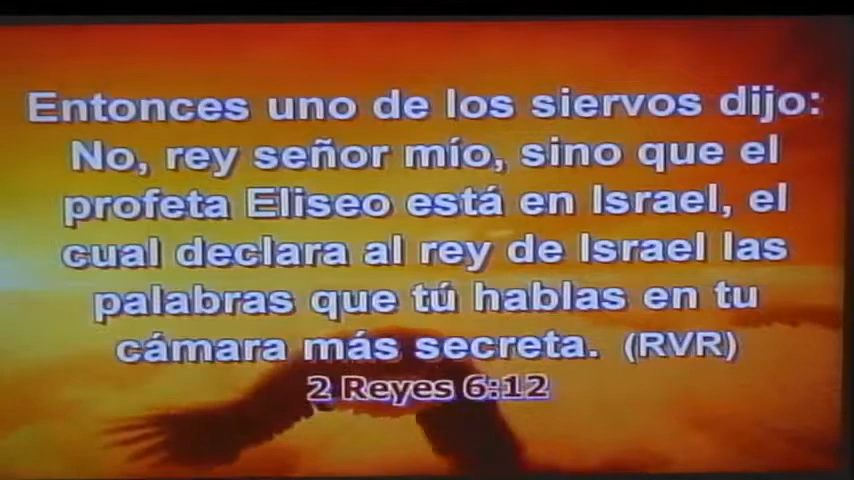 Entonces uno de los siervos dijo:
No, rey señor mío, sino que el
profeta Eliseo está en Israel, el
cual declara al rey de Israel las
palabras que tú hablas en tu
cámara más secreta. (RVR)
2 Reyes 6:12